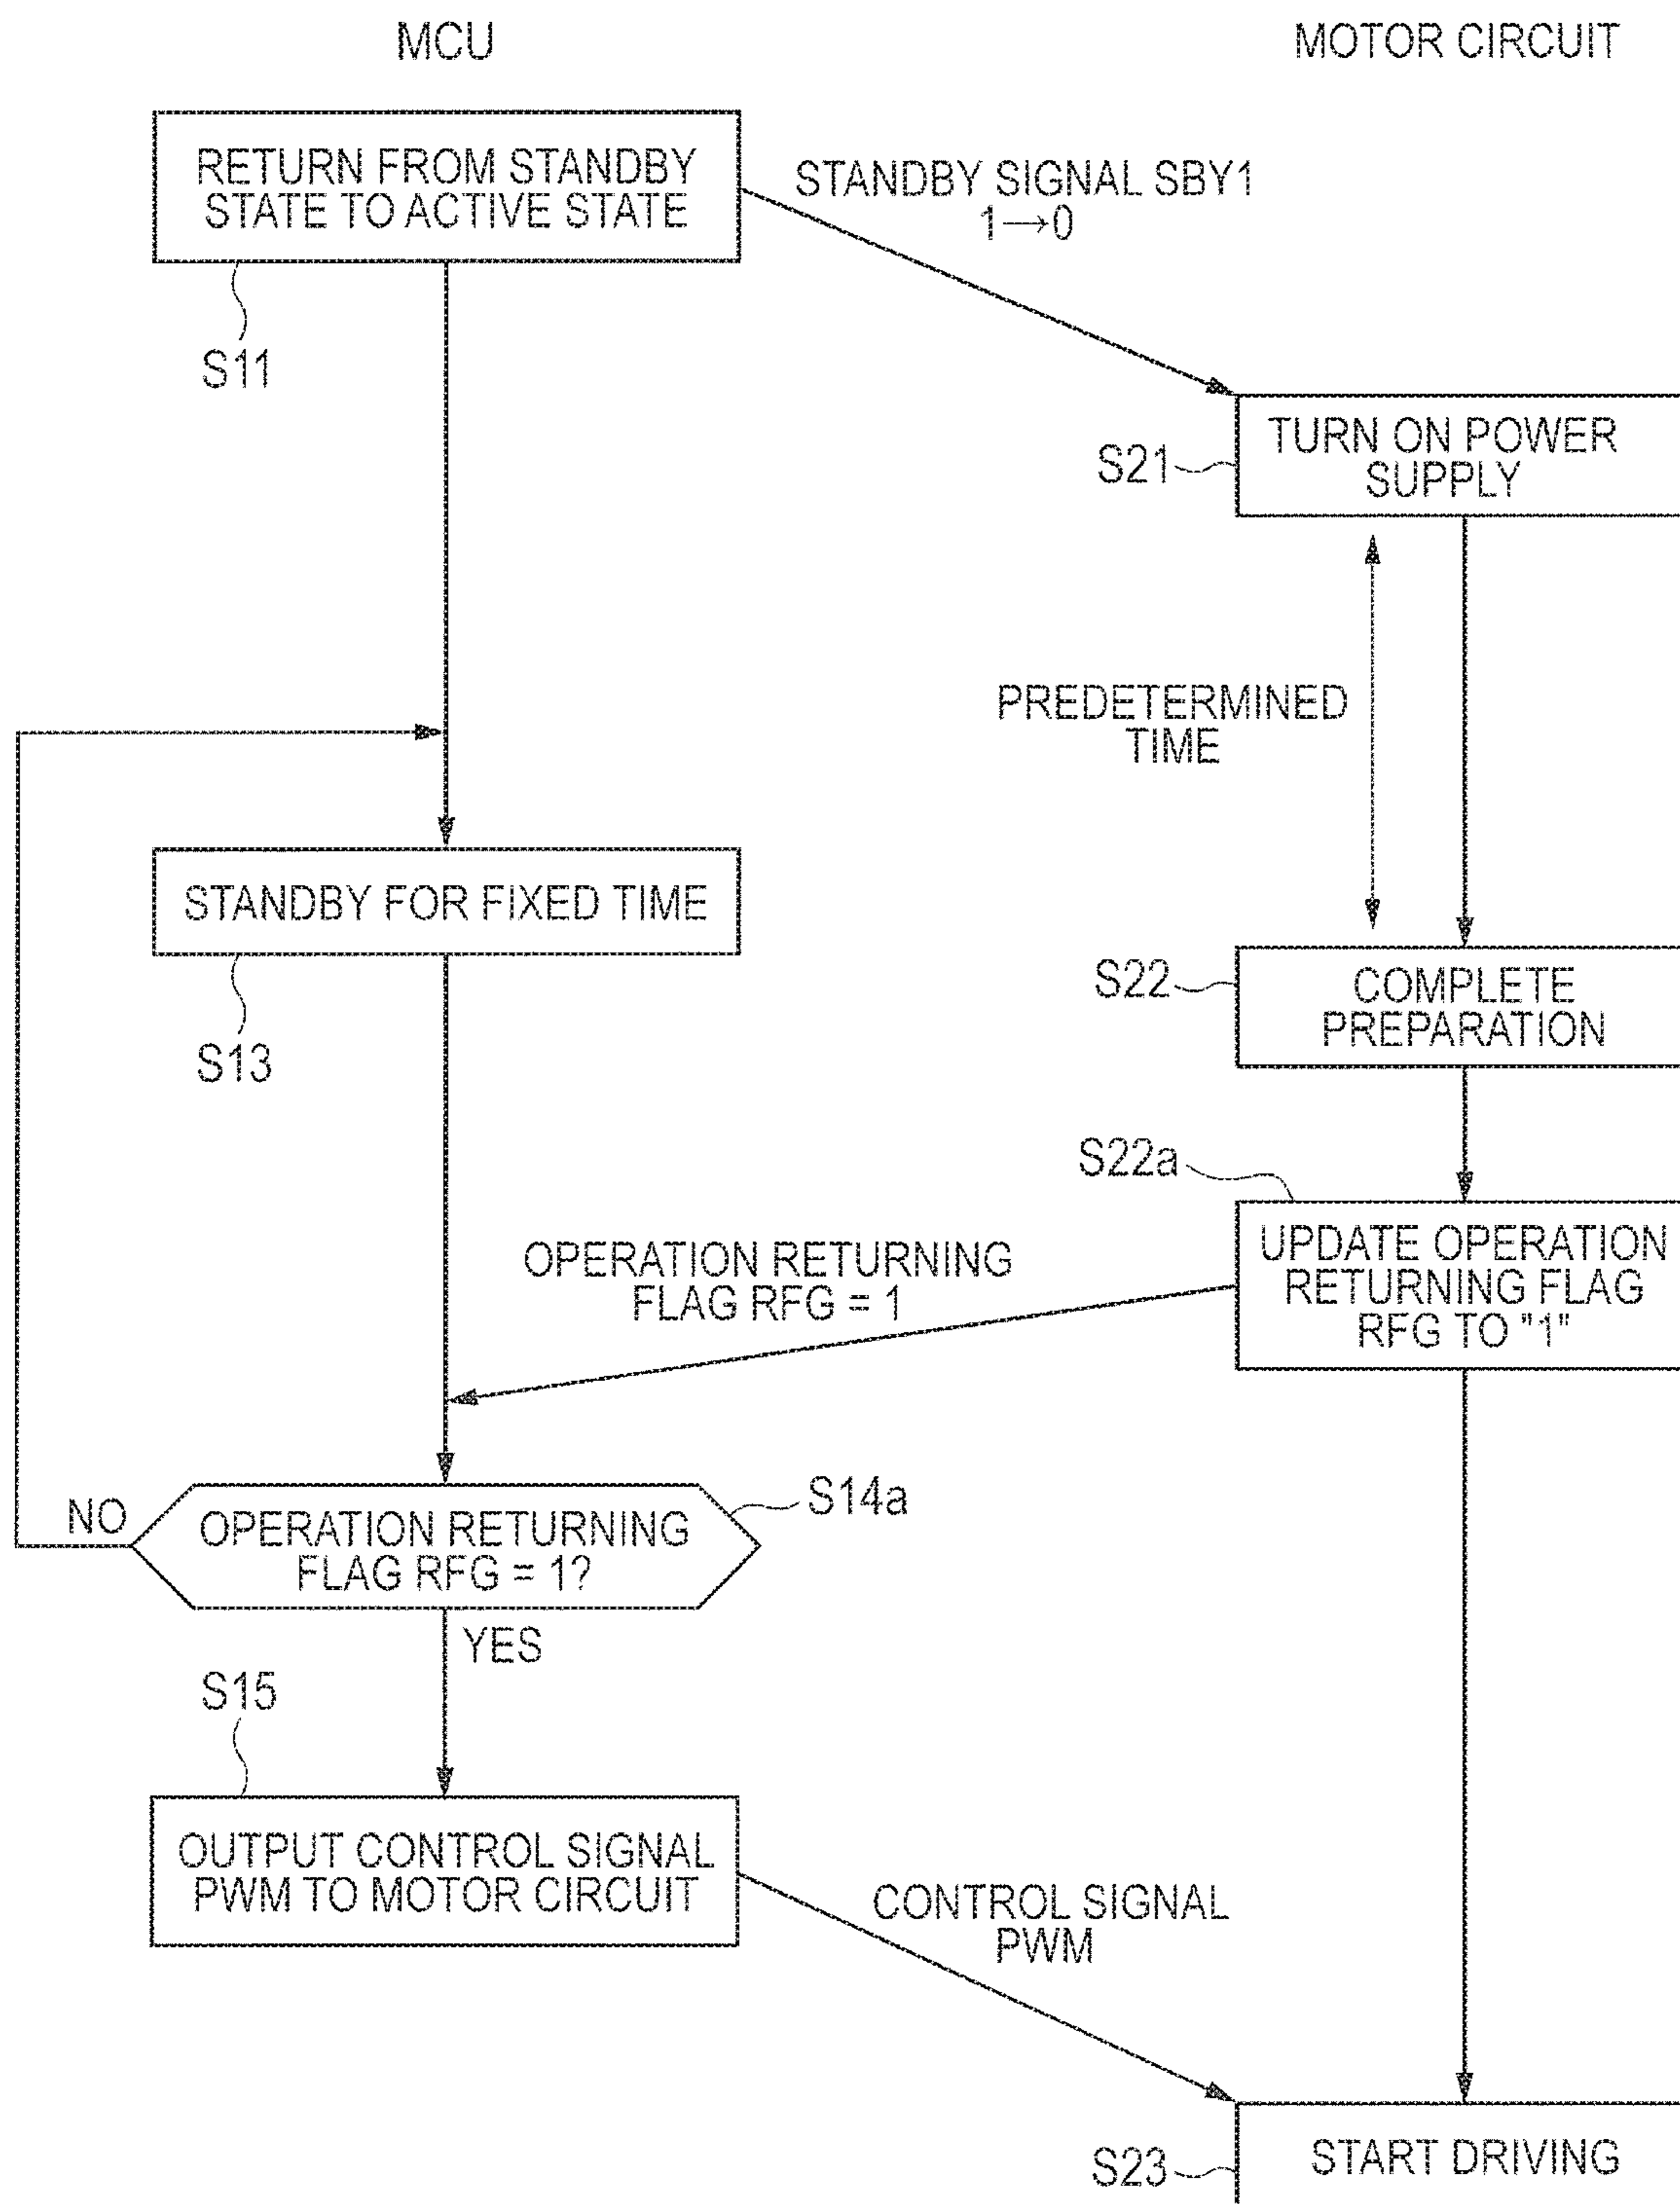 MCU
MOTOR CIRCUIT
RETURN FROM STANDBY
STATE TO ACTIVE STATE
STANDBY SIGNAL SBY1
1→0
S11
TURN ON POWER
SUPPLY
S21
PREDETERMINED
TIME
STANDBY FOR FIXED TIME
S13
S22
COMPLETE
PREPARATION
S22a
UPDATE OPERATION
RETURNING FLAG
RFG TO "1"
OPERATION RETURNING
FLAG RFG = 1
S14a
NO
OPERATION RETURNING
FLAG RFG = 1?
YES
S15
OUTPUT CONTROL SIGNAL
PWM TO MOTOR CIRCUIT
CONTROL SIGNAL
PWM
START DRIVING
S23